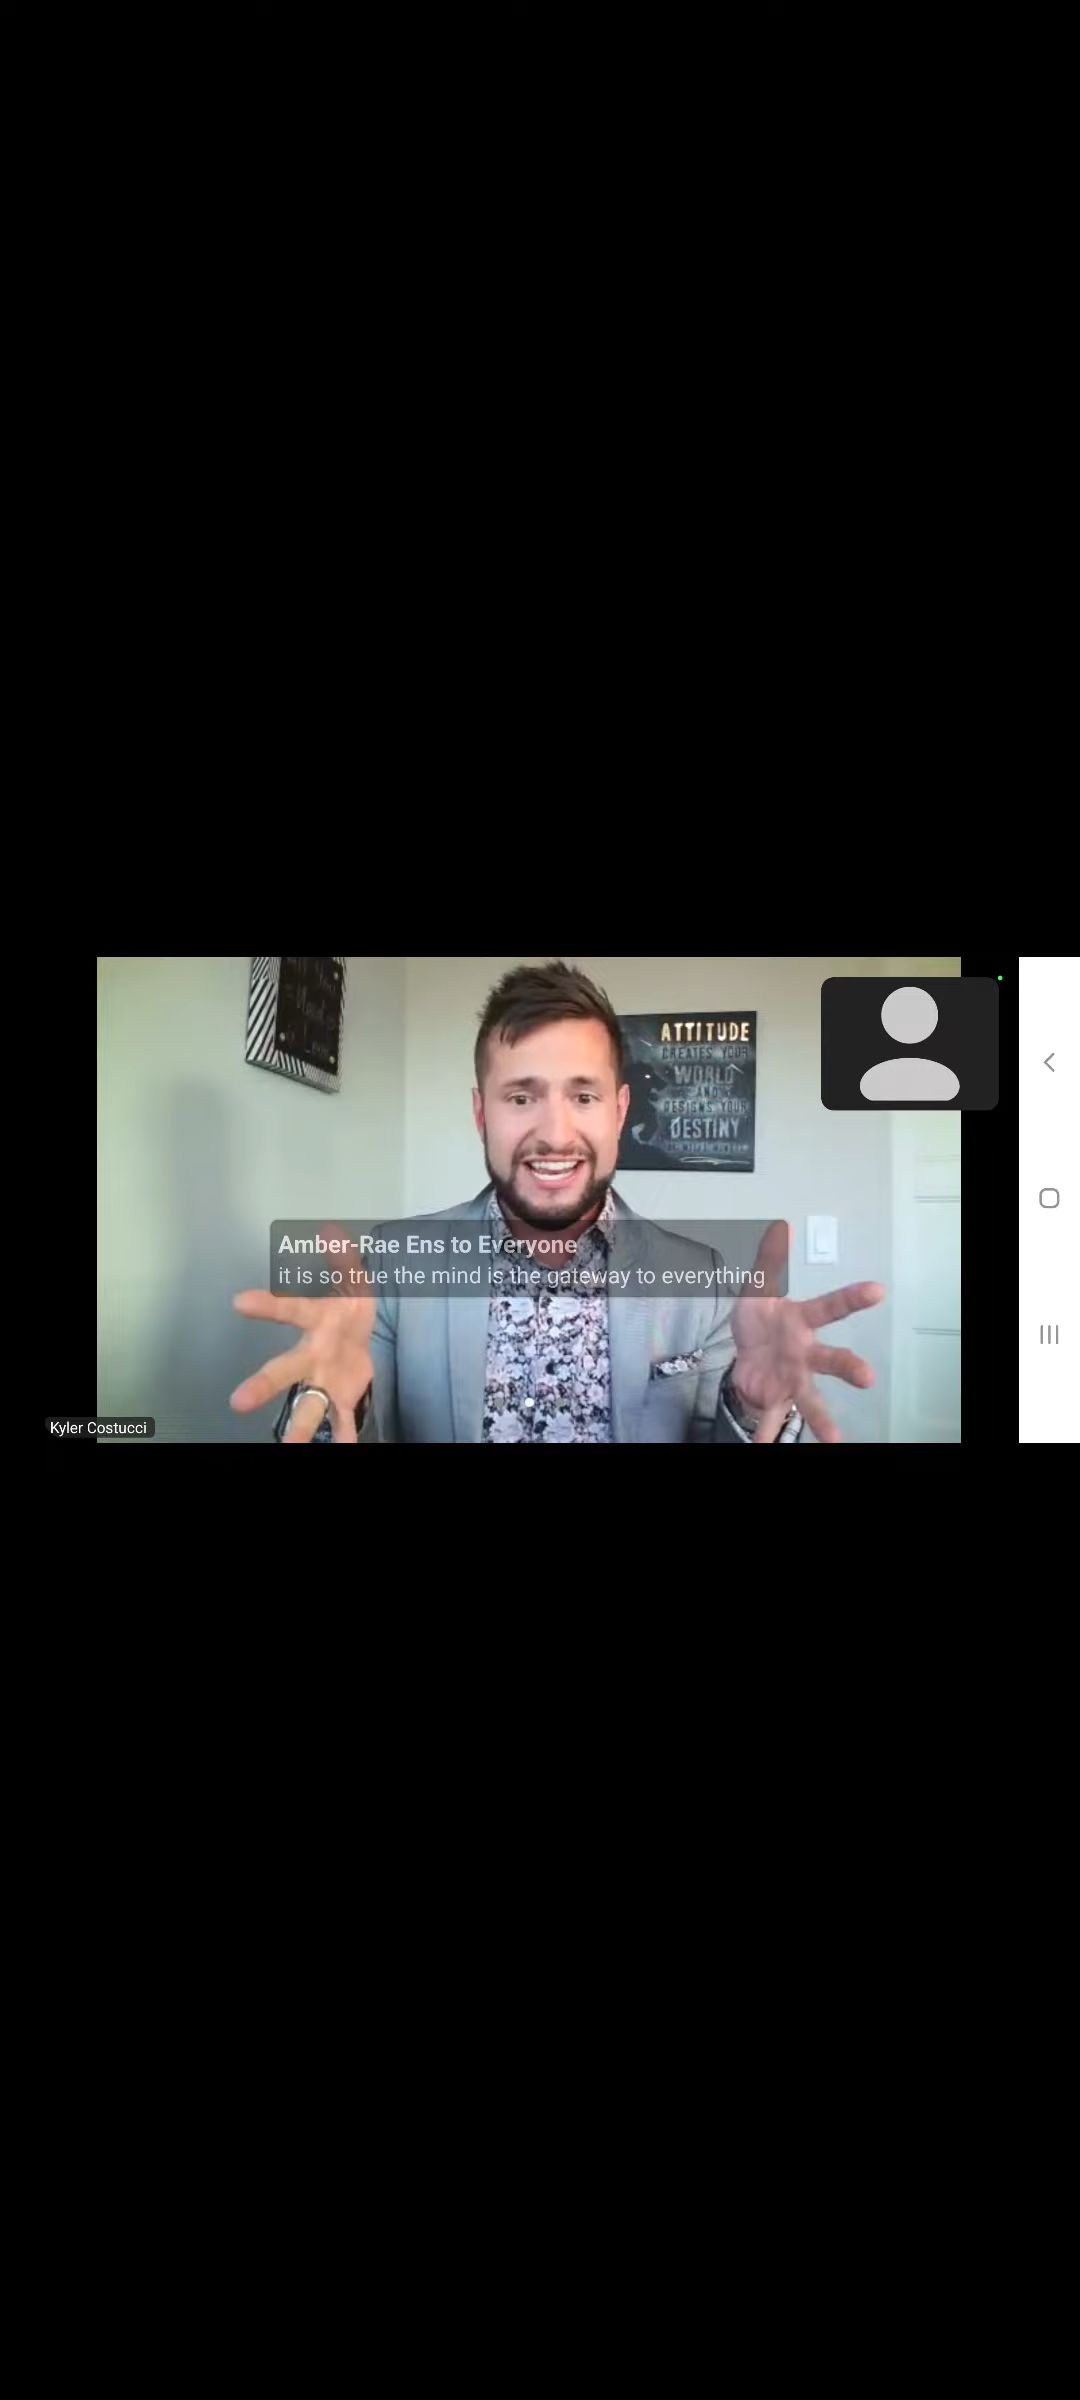 ATTITUDE
CREATES YOUR
WORLD
AND
DESIGNS YOUR
DESTINY
Amber-Rae Ens to Everyone
it is so true the mind is the gateway to everything
Kyler Costucci